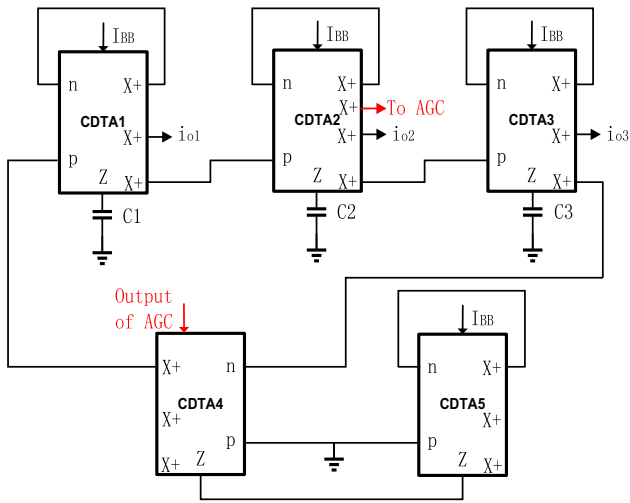 IBB IBB IBB
n X+ n X+ n X+
X+ To AGC
CDTA1 X+ io1 CDTA2 X+ io2 CDTA3 X+ io3
p p p
Z X+ Z X+ Z X+
C1 C2 C3
Output
of AGC
IBB
X+ n n X+
CDTA4 CDTA5
X+ X+
p p
X+ Z Z X+